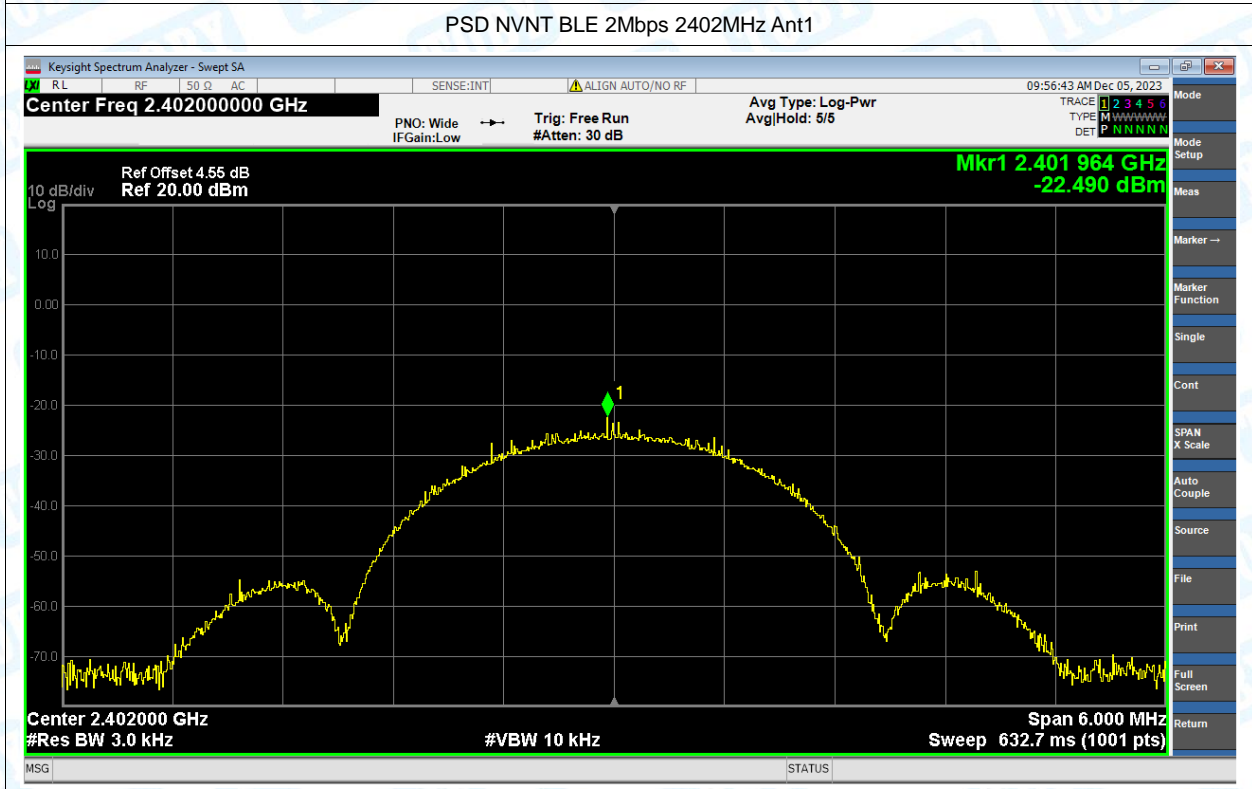 PSD NVNT BLE 2Mbps 2402MHz Ant1
Keysight Spectrum Analyzer - Swept SA
LXI RL RF 50 Ω AC SENSE:INT ALIGN AUTO/NO RF 09:56:43 AM Dec 05, 2023
Center Freq 2.402000000 GHz
PNO: Wide
IFGain:Low
Trig: Free Run
#Atten: 30 dB
Avg Type: Log-Pwr
Avg|Hold: 5/5
TRACE 1 2 3 4 5 6
TYPE M WWWWW
DET P N N N N N
Ref Offset 4.55 dB
10 dB/div Ref 20.00 dBm
Log
Mkr1 2.401 964 GHz
-22.490 dBm
10.0
0.00
-10.0
-20.0
-30.0
-40.0
-50.0
-60.0
-70.0
1
Center 2.402000 GHz Span 6.000 MHz
#Res BW 3.0 kHz #VBW 10 kHz Sweep 632.7 ms (1001 pts)
MSG STATUS
Mode
Mode
Setup
Meas
Marker →
Marker
Function
Single
Cont
SPAN
X Scale
Auto
Couple
Source
File
Print
Full
Screen
Return